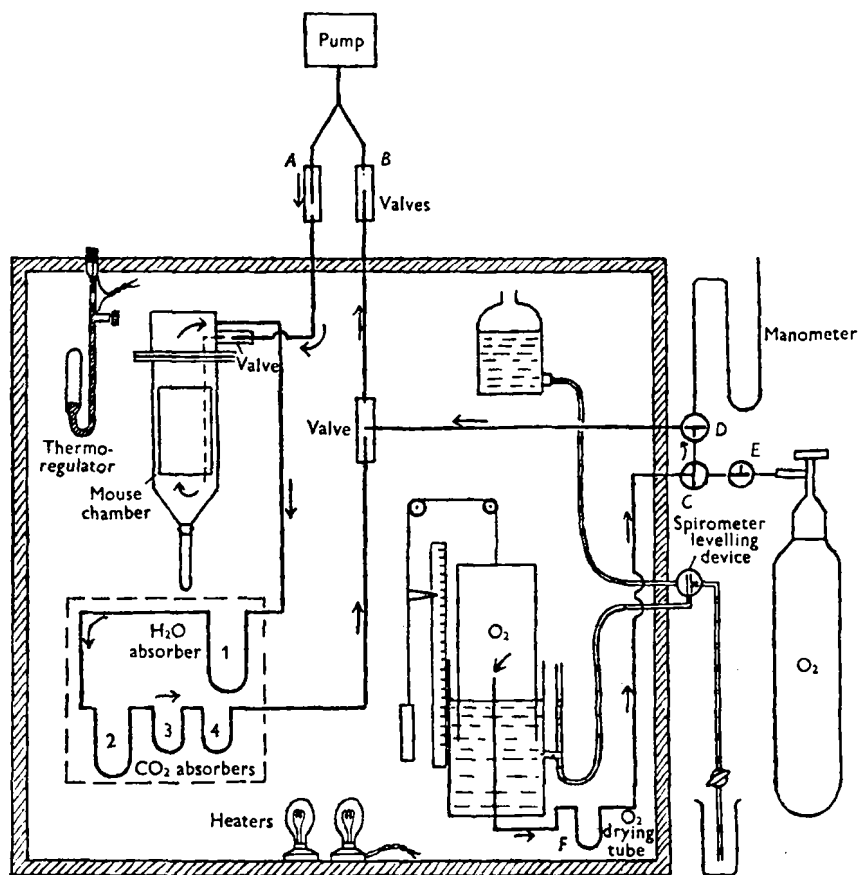 Pump
A
B
Valves
Valve
Manometer
Thermo-
regulator
Valve
D
E
C
Mouse
chamber
Spirometer
levelling
device
H₂O
absorber
1
O₂
O₂
2
3
4
CO₂ absorbers
Heaters
F
O₂
drying
tube